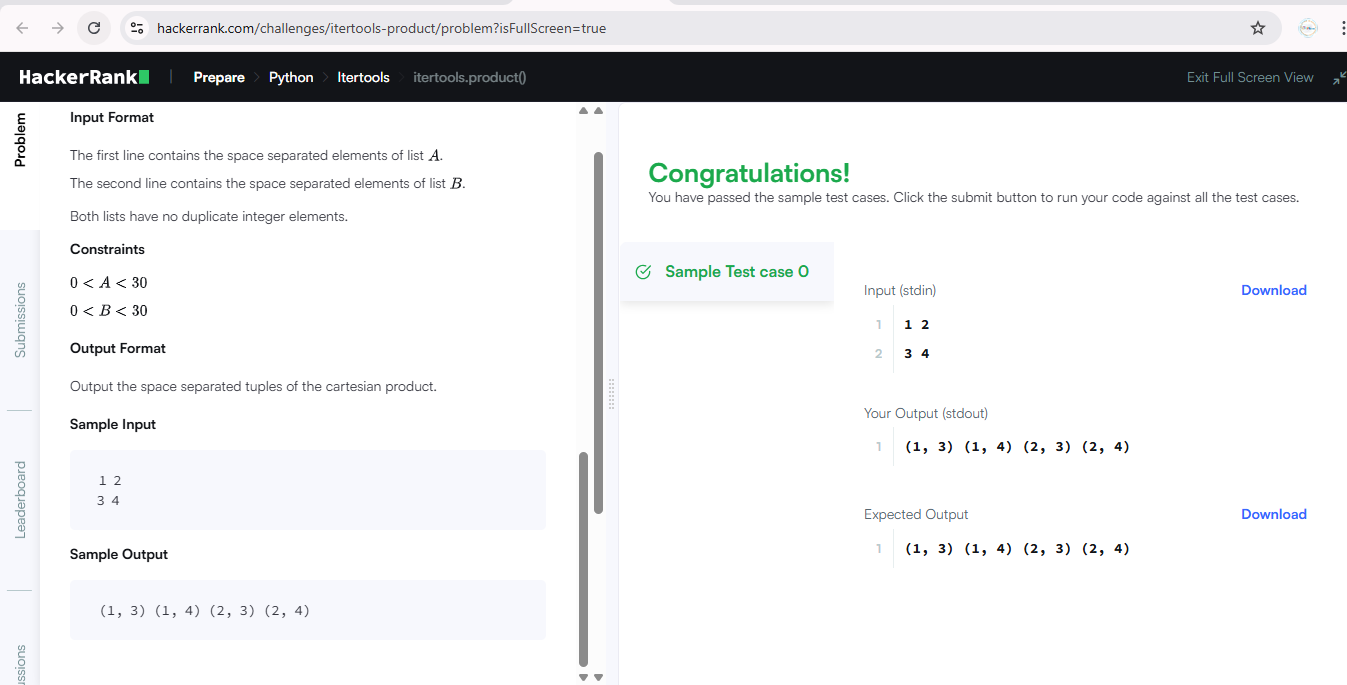 hackerrank.com/challenges/itertools-product/problem?isFullScreen=true
HackerRank | Prepare > Python > Itertools > itertools.product()
Exit Full Screen View
Problem
Submissions
Leaderboard
ssions
Input Format
The first line contains the space separated elements of list A.
The second line contains the space separated elements of list B.
Both lists have no duplicate integer elements.
Constraints
0 < A < 30
0 < B < 30
Output Format
Output the space separated tuples of the cartesian product.
Sample Input
1 2
3 4
Sample Output
(1, 3) (1, 4) (2, 3) (2, 4)
Congratulations!
You have passed the sample test cases. Click the submit button to run your code against all the test cases.
Sample Test case 0
Input (stdin)
Download
1 1 2
2 3 4
Your Output (stdout)
1 (1, 3) (1, 4) (2, 3) (2, 4)
Expected Output
Download
1 (1, 3) (1, 4) (2, 3) (2, 4)